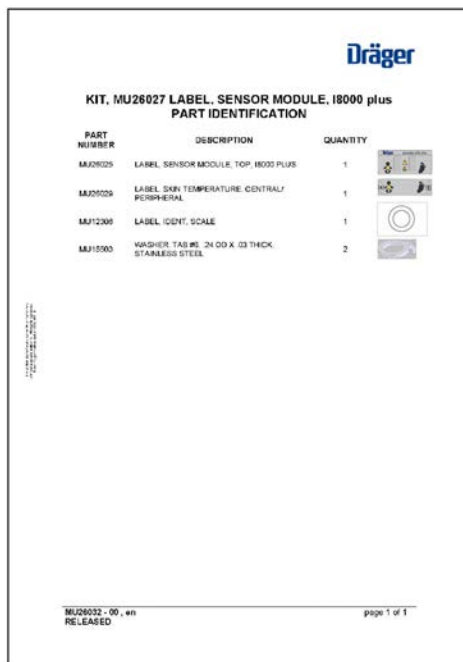 Dräger
KIT, MU26027 LABEL, SENSOR MODULE, I8000 plus
PART IDENTIFICATION
PART NUMBER DESCRIPTION QUANTITY
MU26025 LABEL, SENSOR MODULE, TOP, I8000 PLUS 1
MU26029 LABEL, SKIN TEMPERATURE, CENTRAL/
PERIPHERAL 1
LABEL, IDENT, SCALE 1
WASHER, TAB #6, .24 OD X .03 THICK,
STAINLESS STEEL 2
MU26032 - 00 , en page 1 of 1
RELEASED